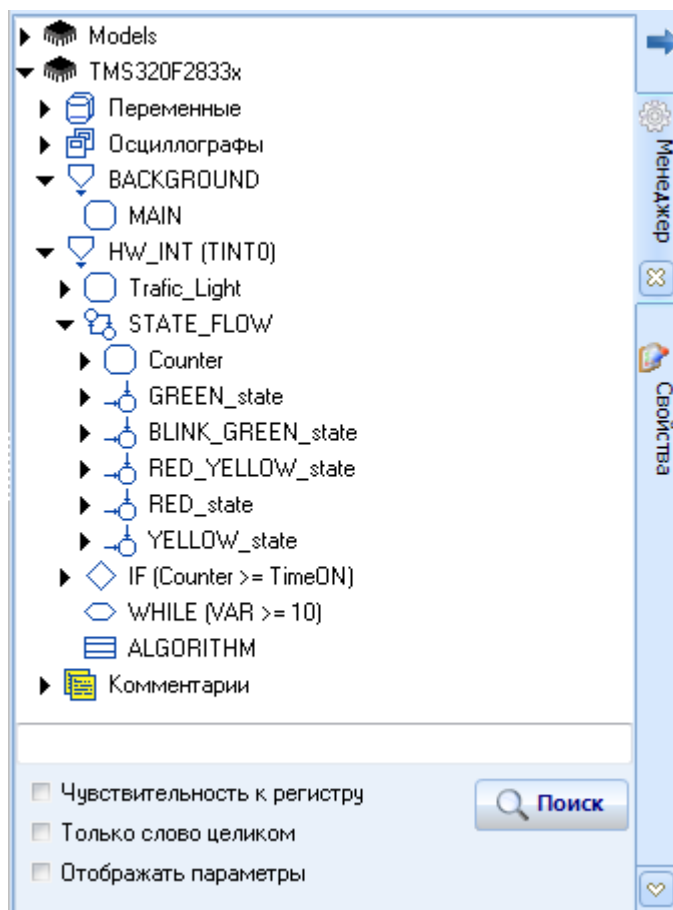 Models
TMS320F2833x
Переменные
Осциллографы
BACKGROUND
MAIN
HW_INT (TINT0)
Trafic_Light
STATE_FLOW
Counter
GREEN_state
BLINK_GREEN_state
RED_YELLOW_state
RED_state
YELLOW_state
IF (Counter >= TimeON)
WHILE (VAR >= 10)
ALGORITHM
Комментарии
Чувствительность к регистру
Только слово целиком
Отображать параметры
Поиск
Менеджер
Свойства